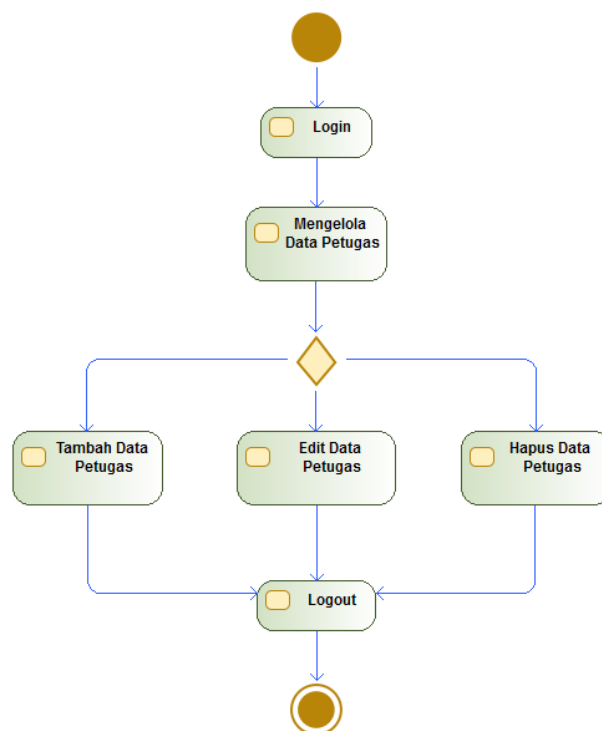 Login
Mengelola
Data Petugas
Tambah Data
Petugas
Edit Data
Petugas
Hapus Data
Petugas
Logout